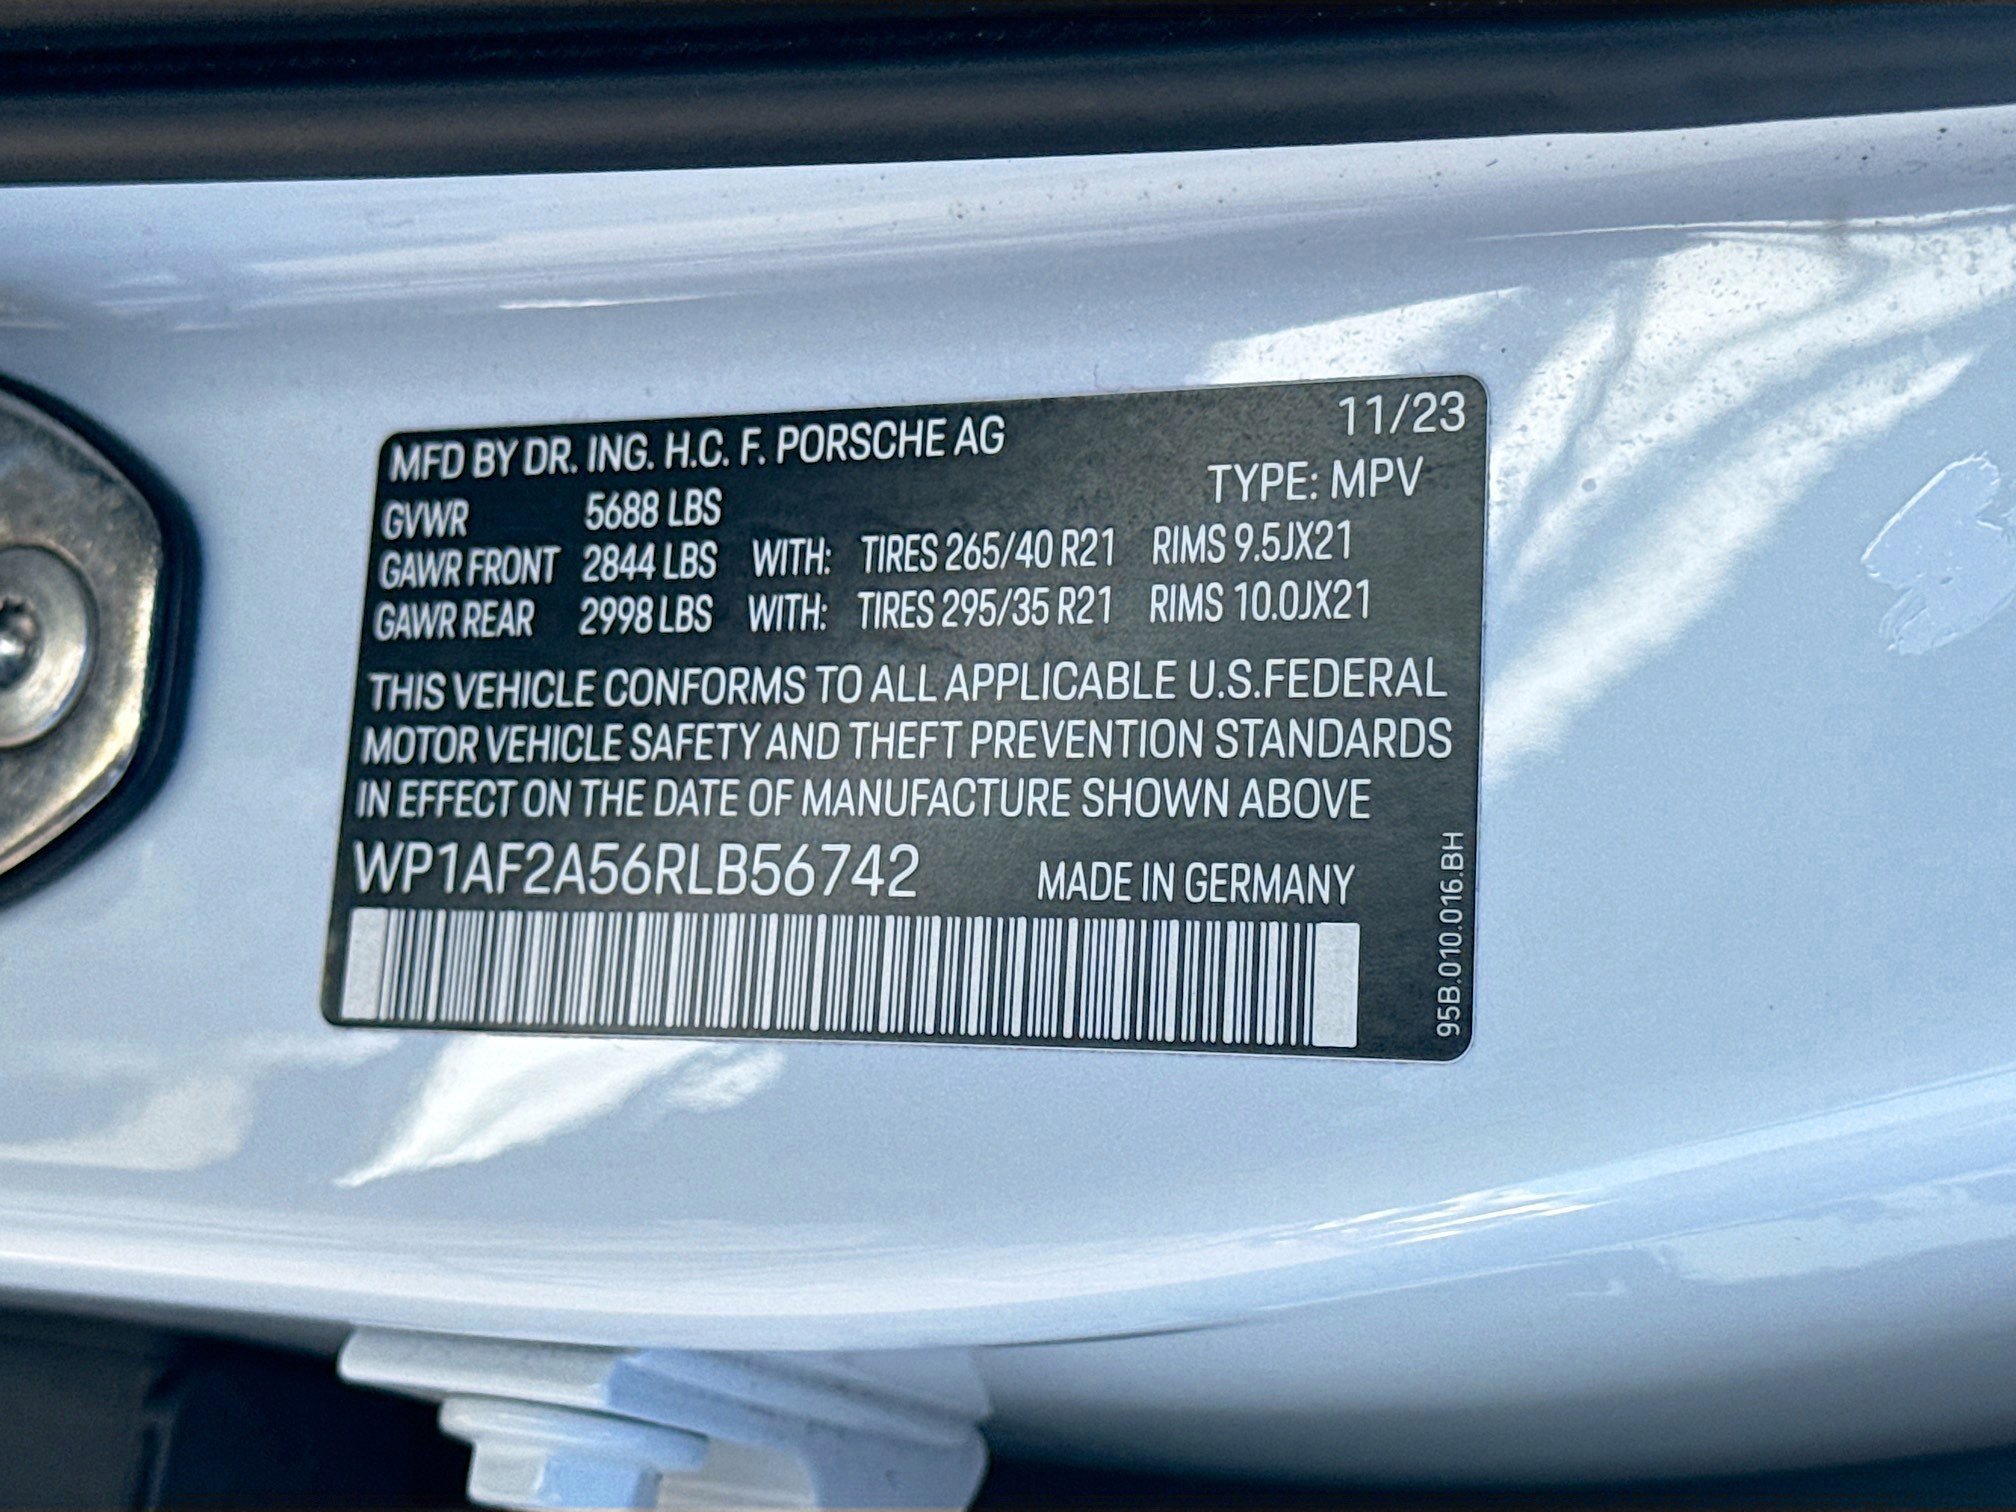 11/23
MFD BY DR. ING. H.C. F. PORSCHE AG
TYPE: MPV
GVWR 5688 LBS
GAWR FRONT 2844 LBS WITH: TIRES 265/40 R21 RIMS 9.5JX21
GAWR REAR 2998 LBS WITH: TIRES 295/35 R21 RIMS 10.0JX21
THIS VEHICLE CONFORMS TO ALL APPLICABLE U.S.FEDERAL
MOTOR VEHICLE SAFETY AND THEFT PREVENTION STANDARDS
IN EFFECT ON THE DATE OF MANUFACTURE SHOWN ABOVE
WP1AF2A56RLB56742 MADE IN GERMANY
95B.010.016.BH